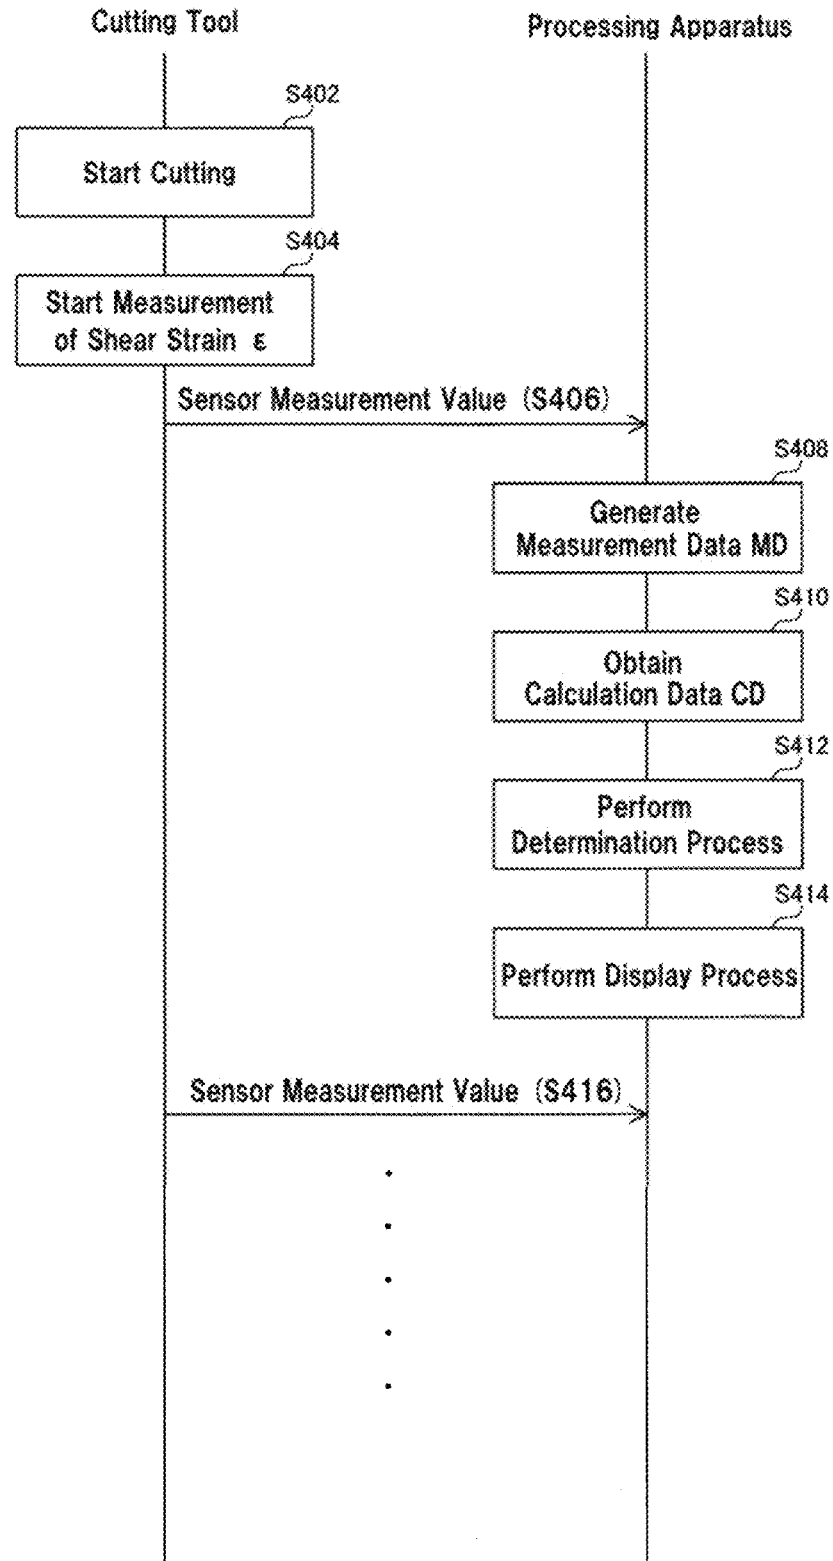 Cutting Tool
Processing Apparatus
S402
Start Cutting
S404
Start Measurement
of Shear Strain ε
Sensor Measurement Value (S406)
S408
Generate
Measurement Data MD
S410
Obtain
Calculation Data CD
S412
Perform
Determination Process
S414
Perform Display Process
Sensor Measurement Value (S416)